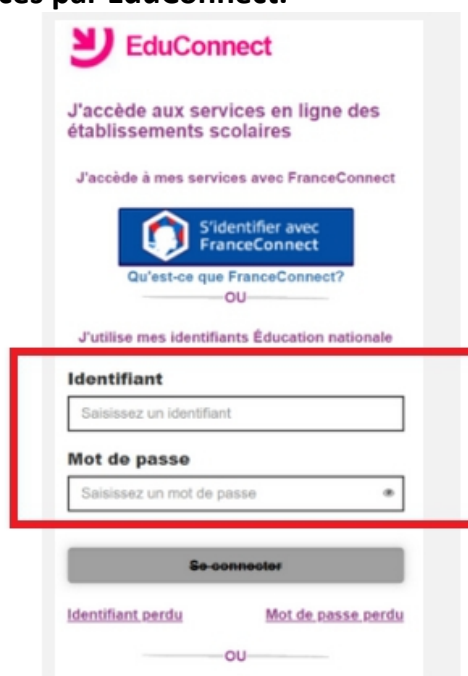 par EduConnect.
EduConnect
J'accède aux services en ligne des
établissements scolaires
J'accède à mes services avec FranceConnect
S'identifier avec
FranceConnect
Qu'est-ce que FranceConnect?
OU
J'utilise mes identifiants Éducation nationale
Identifiant
Saisissez un identifiant
Mot de passe
Saisissez un mot de passe
Se connecter
Identifiant perdu
Mot de passe perdu
OU